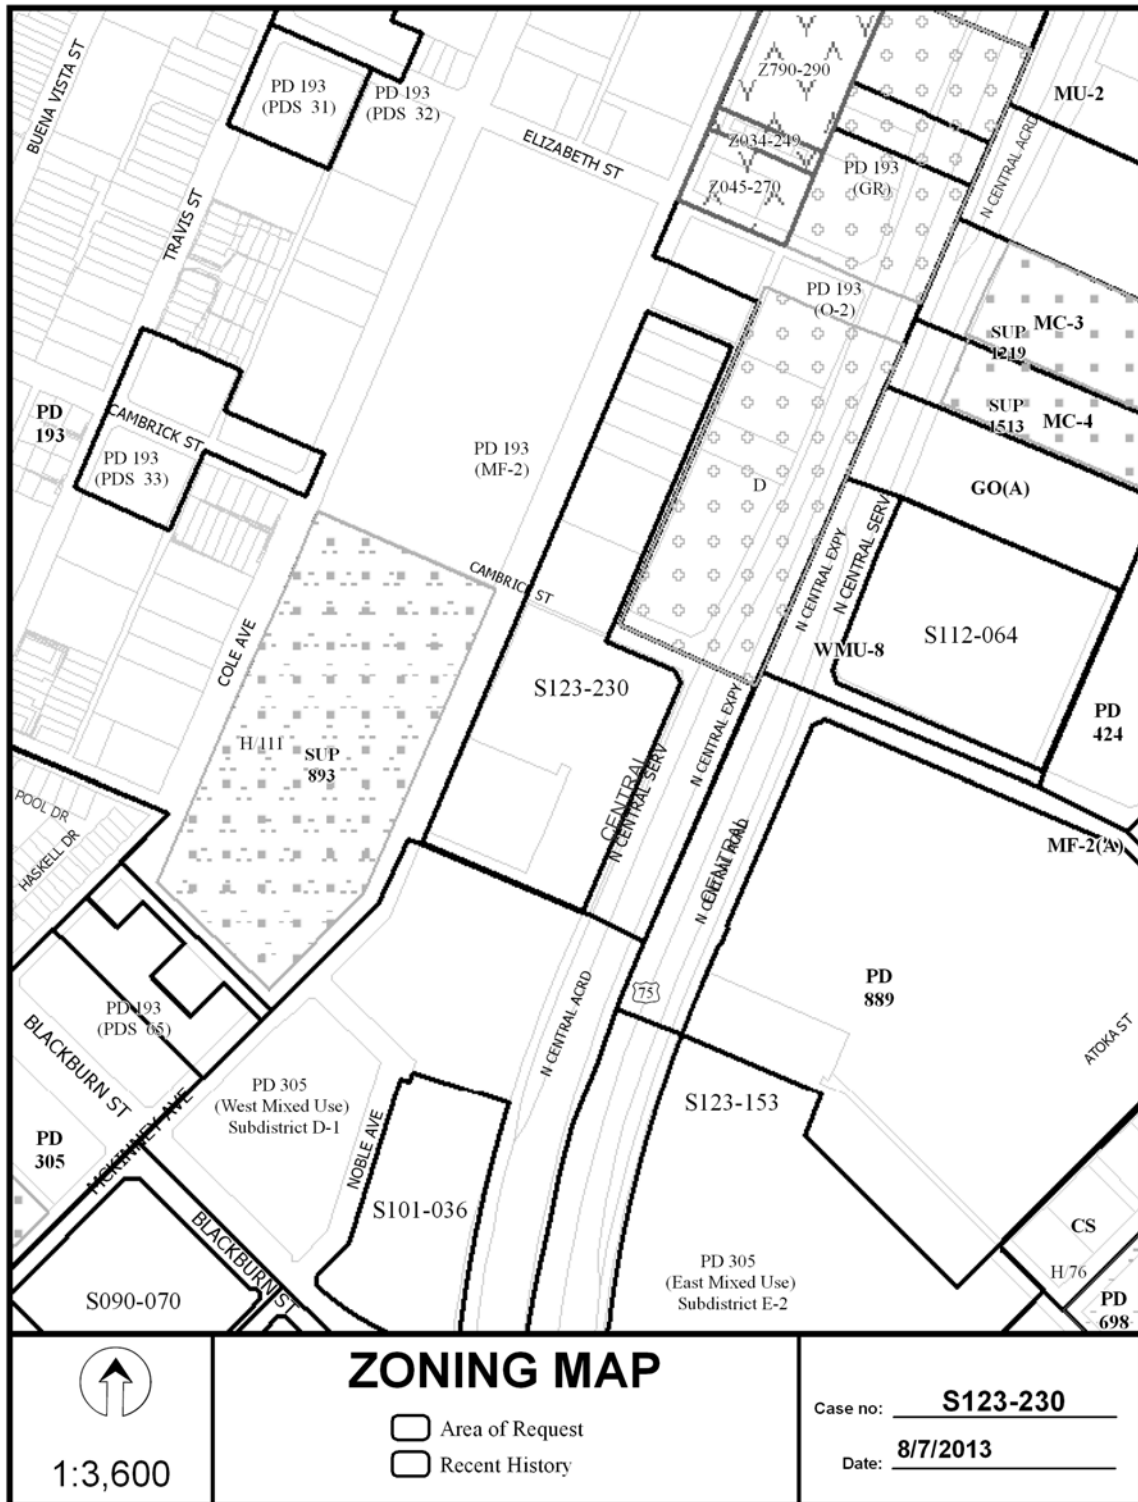 BUENA VISTA ST
PD 193
(PDS 31)
PD 193
(PDS 32)
ELIZABETH ST
Z790-290
Z034-249
Z045-270
PD 193
(GR)
MU-2
N CENTRAL ACRD
TRAVIS ST
PD 193
(O-2)
SUP
1219
MC-3
SUP
1513
MC-4
PD
193
CAMBRICK ST
PD 193
(PDS 33)
PD 193
(MF-2)
D
GO(A)
N CENTRAL EXPY
N CENTRAL SERV
CAMBRICK ST
COLE AVE
S123-230
WMU-8
S112-064
PD
424
H/111
SUP
893
N CENTRAL EXPY
CENTRAL
N CENTRAL SERV
POOL DR
HASKELL DR
CENTRAL
N CENTRAL ROAD
MF-2(A)
PD
889
75
N CENTRAL ACRD
ATOKA ST
PD 193
(PDS 65)
BLACKBURN ST
MCKINNEY AVE
PD 305
(West Mixed Use)
Subdistrict D-1
NOBLE AVE
S123-153
PD
305
S101-036
BLACKBURN ST
S090-070
PD 305
(East Mixed Use)
Subdistrict E-2
CS
H/76
PD
698
1:3,600
ZONING MAP
Area of Request
Recent History
Case no: S123-230
Date: 8/7/2013